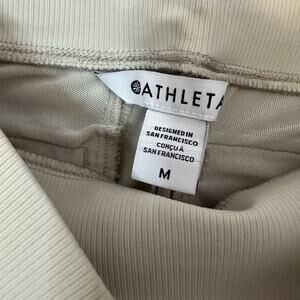 ATHLETA
DESIGNED IN
SAN FRANCISCO
CONÇU À
SAN FRANCISCO
M